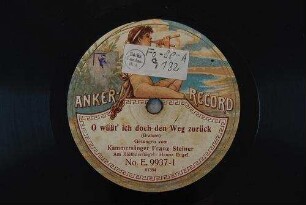 ANKER RECORD
O wüßt' ich doch den Weg zurück
(Brahms)
Gesungen von
Kammersänger Franz Steiner
No. E. 9937-I